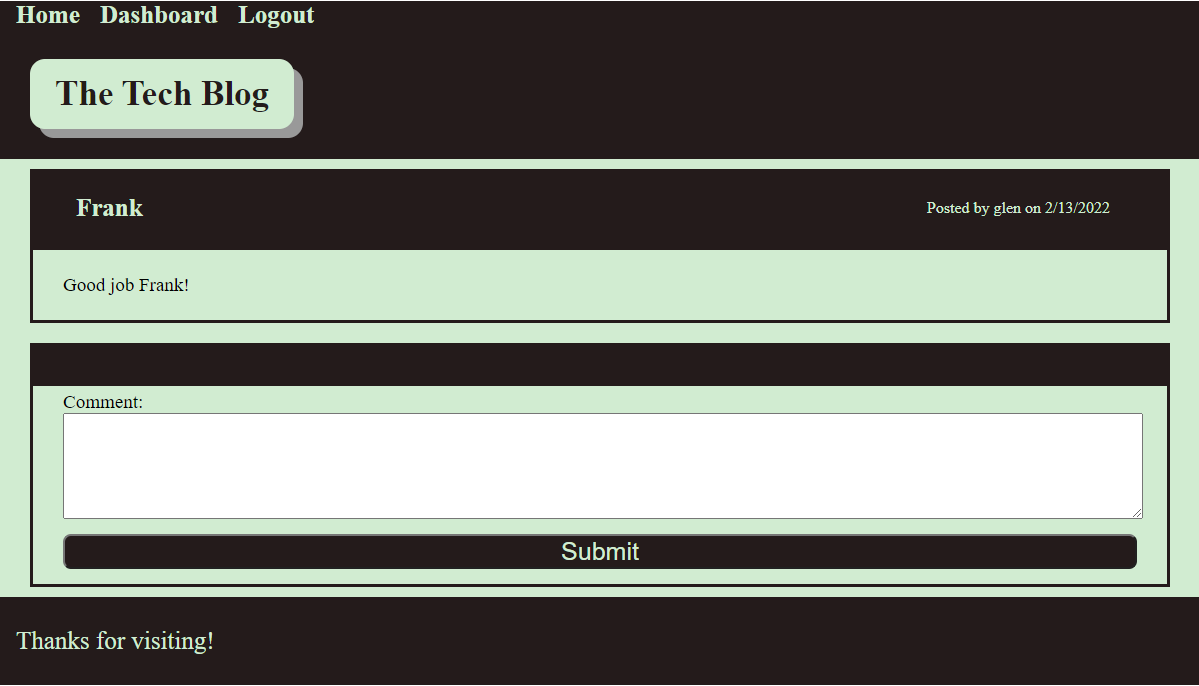 Home Dashboard Logout
The Tech Blog
Frank Posted by glen on 2/13/2022
Good job Frank!
Comment:
Submit
Thanks for visiting!